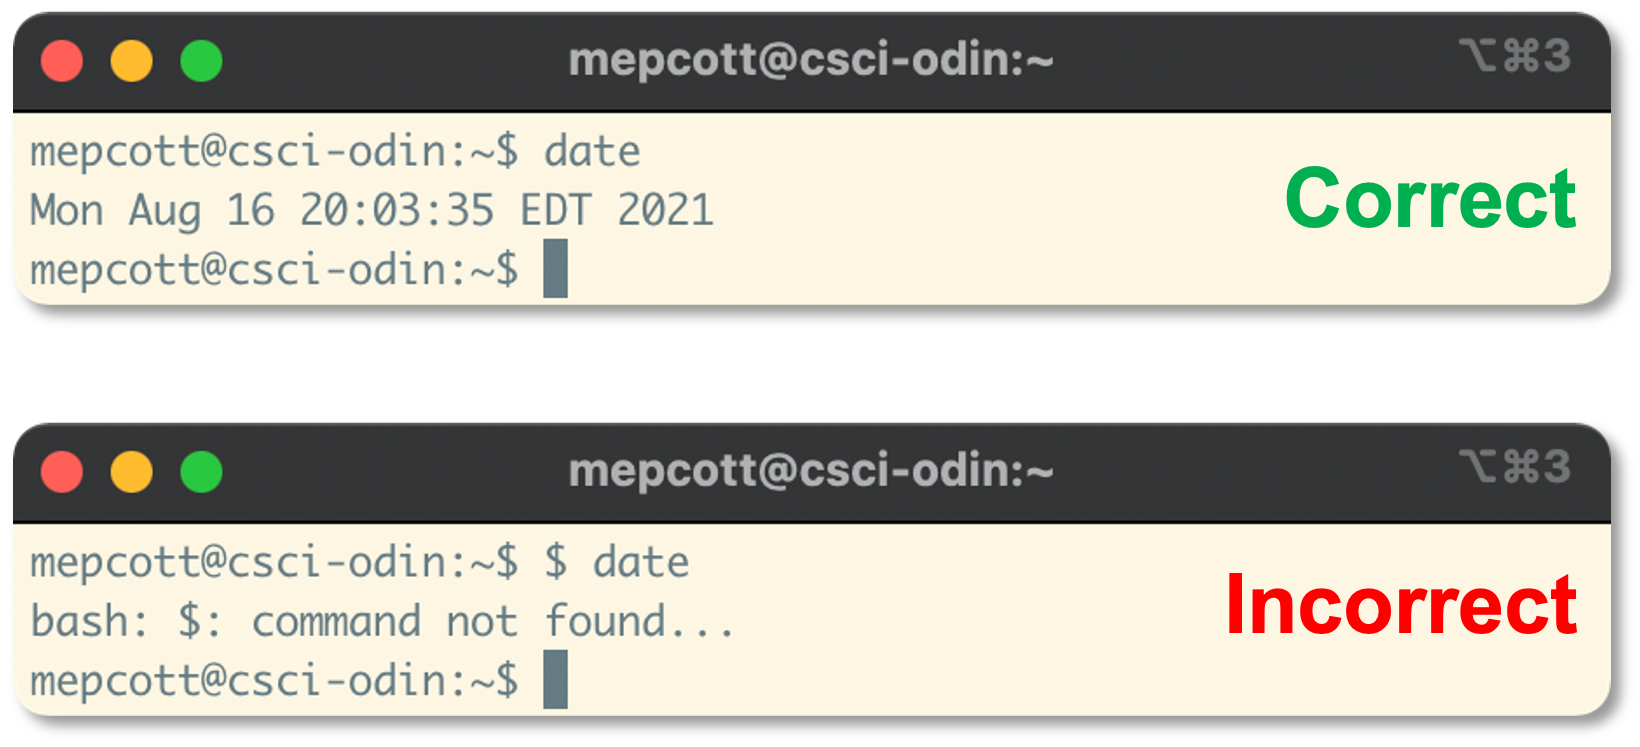 mepcott@csci-odin:~
⌥⌘3
mepcott@csci-odin:~$ date
Mon Aug 16 20:03:35 EDT 2021
mepcott@csci-odin:~$
Correct
mepcott@csci-odin:~
⌥⌘3
mepcott@csci-odin:~$ $ date
bash: $: command not found...
mepcott@csci-odin:~$
Incorrect